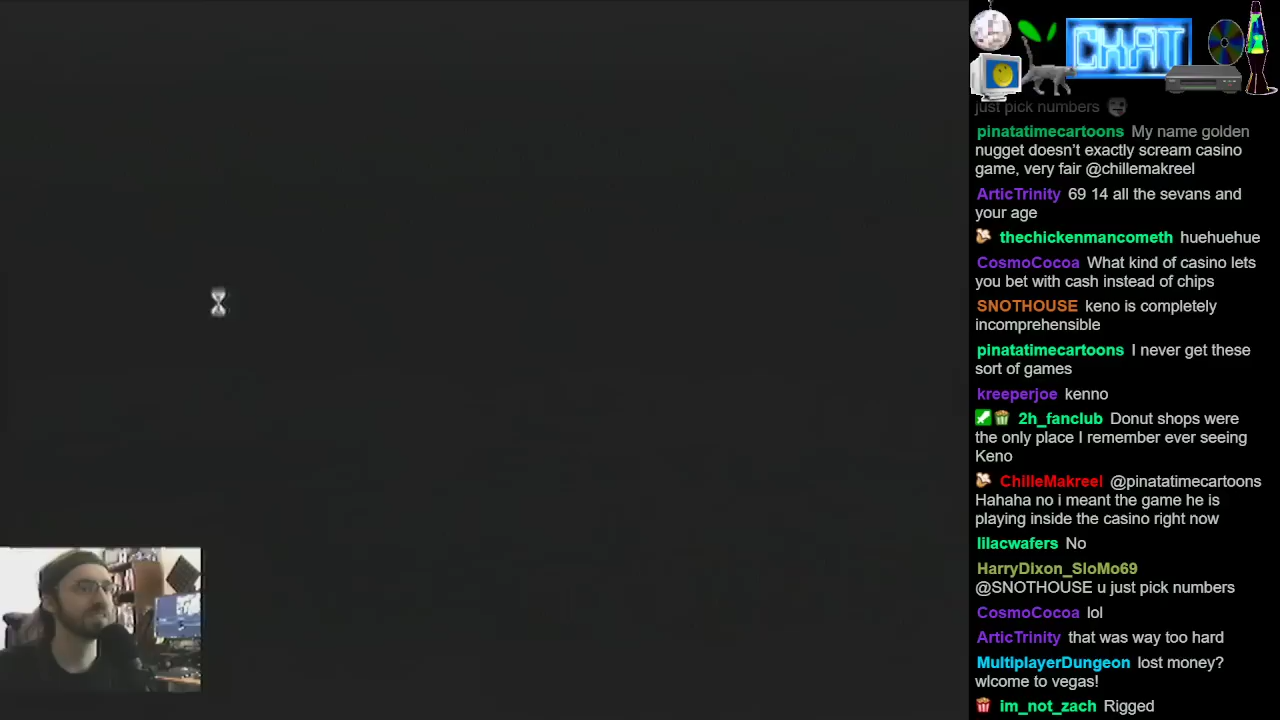 CHAT
just pick numbers
pinatatimecartoons My name golden
nugget doesn't exactly scream casino
game, very fair @chillemakreel
ArticTrinity 69 14 all the sevans and
your age
thechickenmancometh huehuehue
CosmoCocoa What kind of casino lets
you bet with cash instead of chips
SNOTHOUSE keno is completely
incomprehensible
pinatatimecartoons I never get these
sort of games
kreeperjoe kenno
2h_fanclub Donut shops were
the only place I remember ever seeing
Keno
ChilleMakreel @pinatatimecartoons
Hahaha no i meant the game he is
playing inside the casino right now
lilacwafers No
HarryDixon_SloMo69
@SNOTHOUSE u just pick numbers
CosmoCocoa lol
ArticTrinity that was way too hard
MultiplayerDungeon lost money?
wlcome to vegas!
im_not_zach Rigged